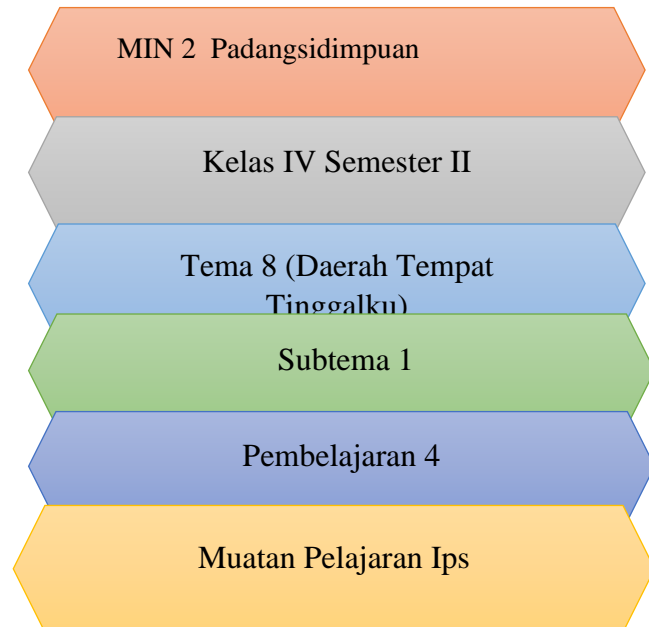 MIN 2  Padangsidimpuan
Kelas IV Semester II
Tema 8 (Daerah Tempat
Tinggalku)
Subtema 1
Pembelajaran 4
Muatan Pelajaran Ips